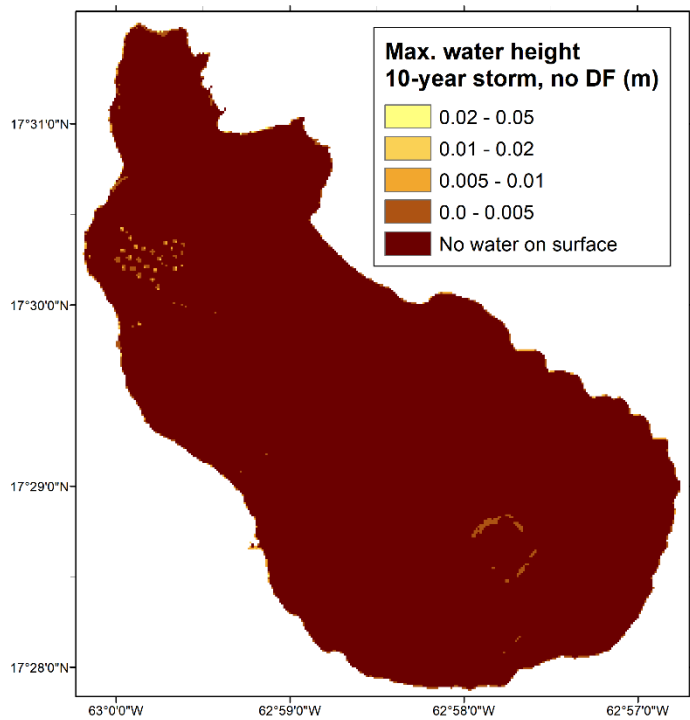 Max. water height
10-year storm, no DF (m)
0.02 - 0.05
0.01 - 0.02
0.005 - 0.01
0.0 - 0.005
No water on surface
17°31'0"N
17°30'0"N
17°29'0"N
17°28'0"N
63°0'0"W
62°59'0"W
62°58'0"W
62°57'0"W